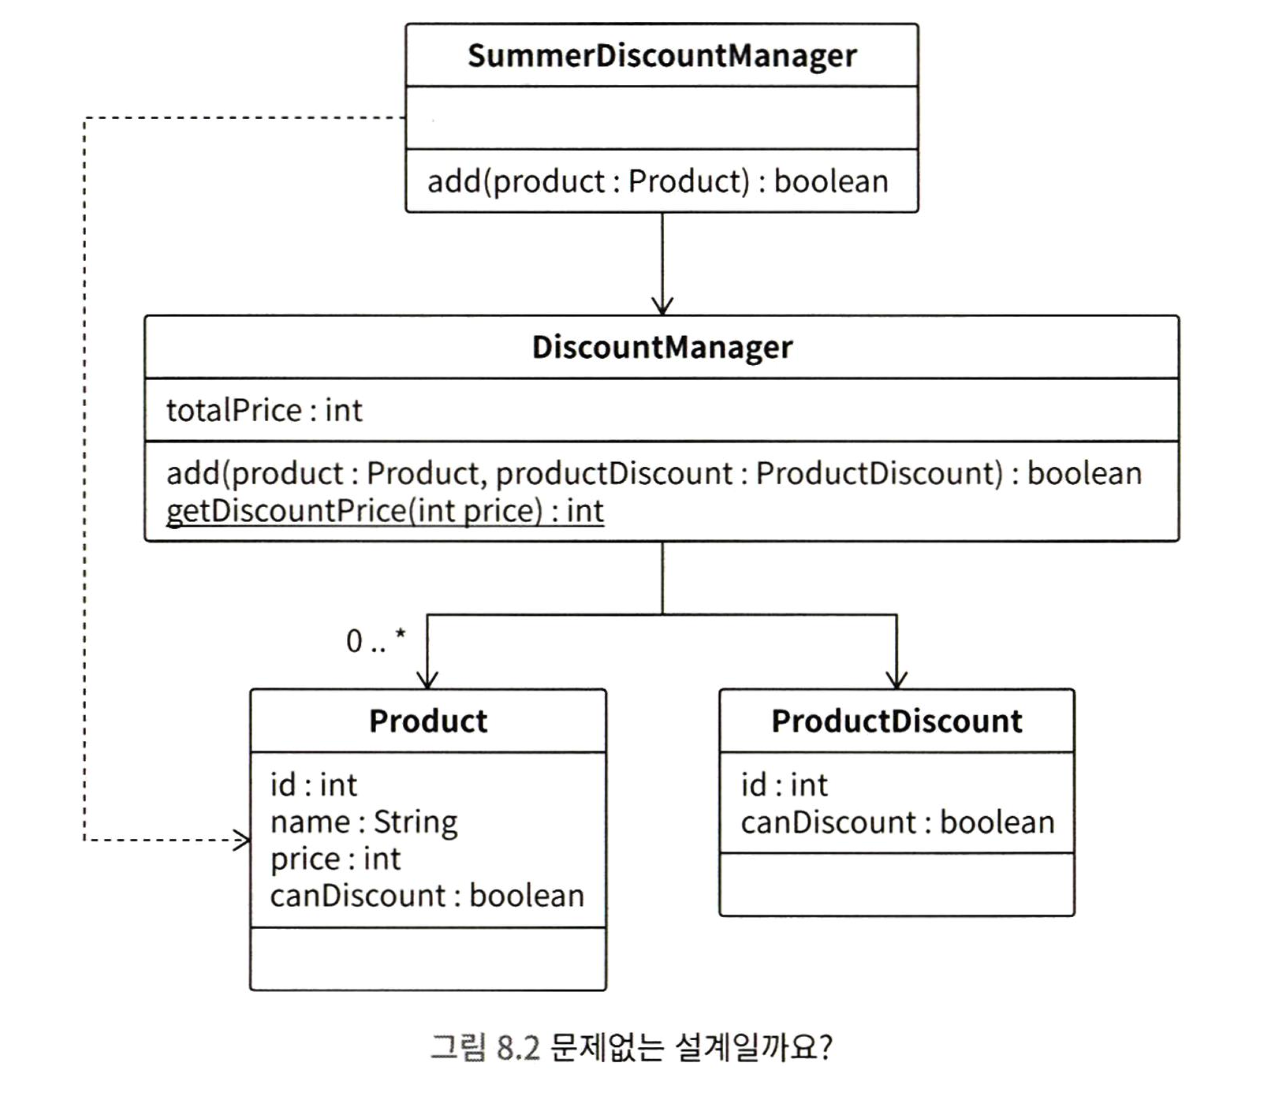 SummerDiscountManager
add(product : Product) : boolean
DiscountManager
totalPrice : int
add(product : Product, productDiscount : ProductDiscount) : boolean
getDiscountPrice(int price) : int
0 .. *
Product
id : int
name : String
price : int
canDiscount : boolean
ProductDiscount
id : int
canDiscount : boolean
그림 8.2 문제없는 설계일까요?